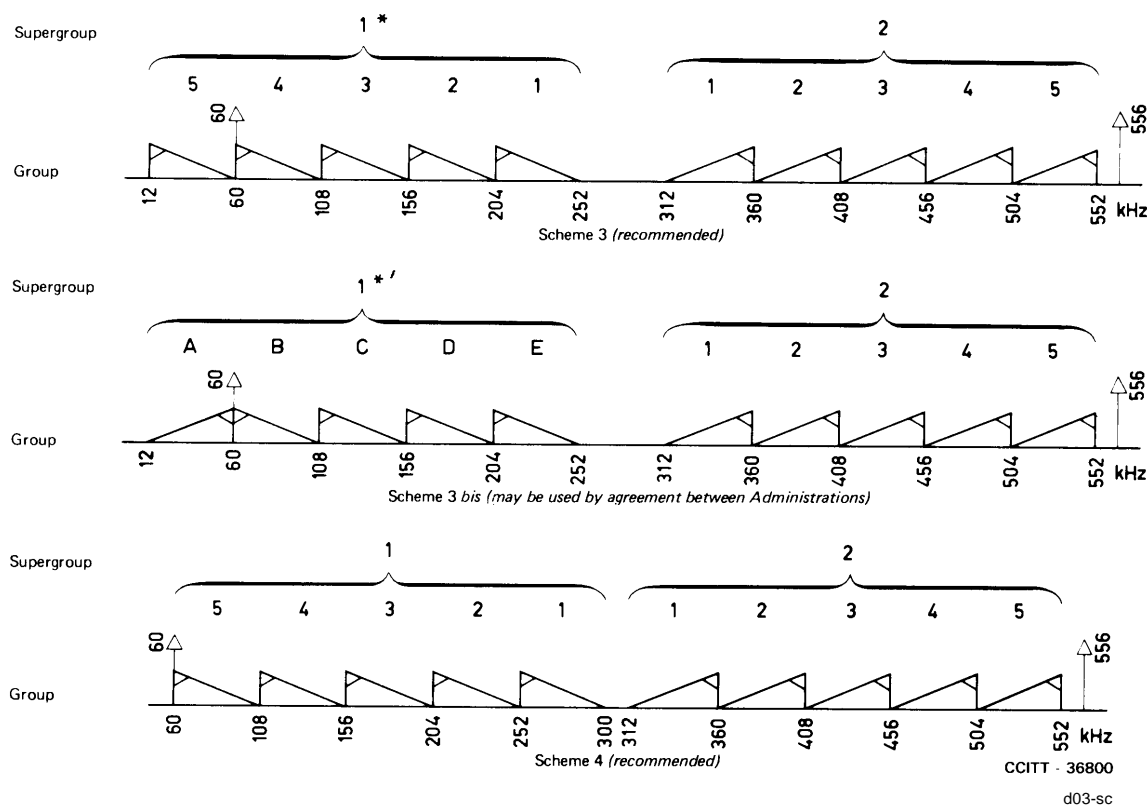 Supergroup 1 * 2
5 4 3 2 1 1 2 3 4 5
60 556
Group
12 60 108 156 204 252 312 360 408 456 504 552 kHz
Scheme 3 (recommended)
Supergroup 1 *′ 2
A B C D E 1 2 3 4 5
60 556
Group
12 60 108 156 204 252 312 360 408 456 504 552 kHz
Scheme 3 bis (may be used by agreement between Administrations)
Supergroup 1 2
5 4 3 2 1 1 2 3 4 5
60 556
Group
60 108 156 204 252 300 312 360 408 456 504 552 kHz
Scheme 4 (recommended)
CCITT - 36800
d03-sc